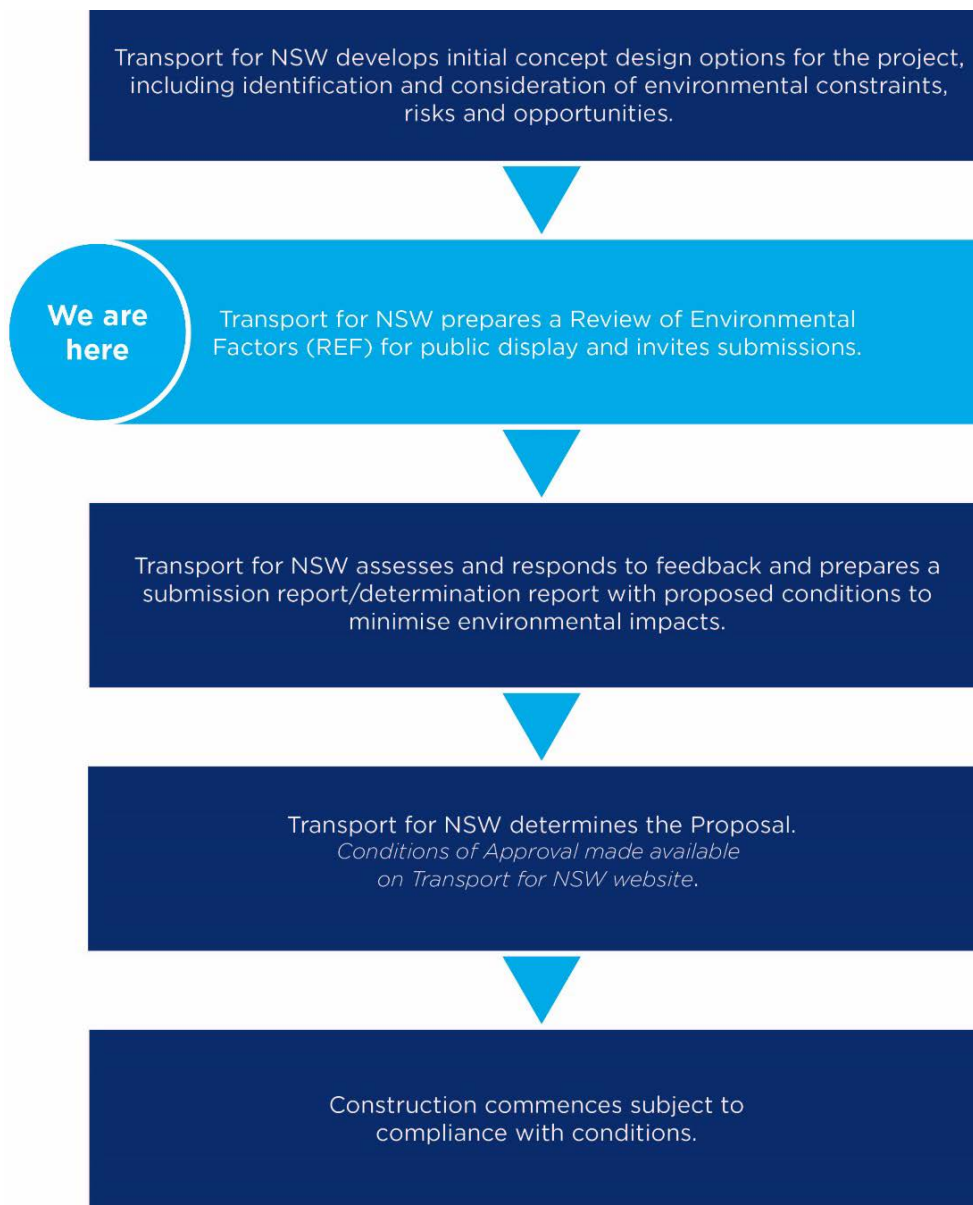 Transport for NSW develops initial concept design options for the project,
including identification and consideration of environmental constraints,
risks and opportunities.
We are
here
Transport for NSW prepares a Review of Environmental
Factors (REF) for public display and invites submissions.
Transport for NSW assesses and responds to feedback and prepares a
submission report/determination report with proposed conditions to
minimise environmental impacts.
Transport for NSW determines the Proposal.
Conditions of Approval made available
on Transport for NSW website.
Construction commences subject to
compliance with conditions.